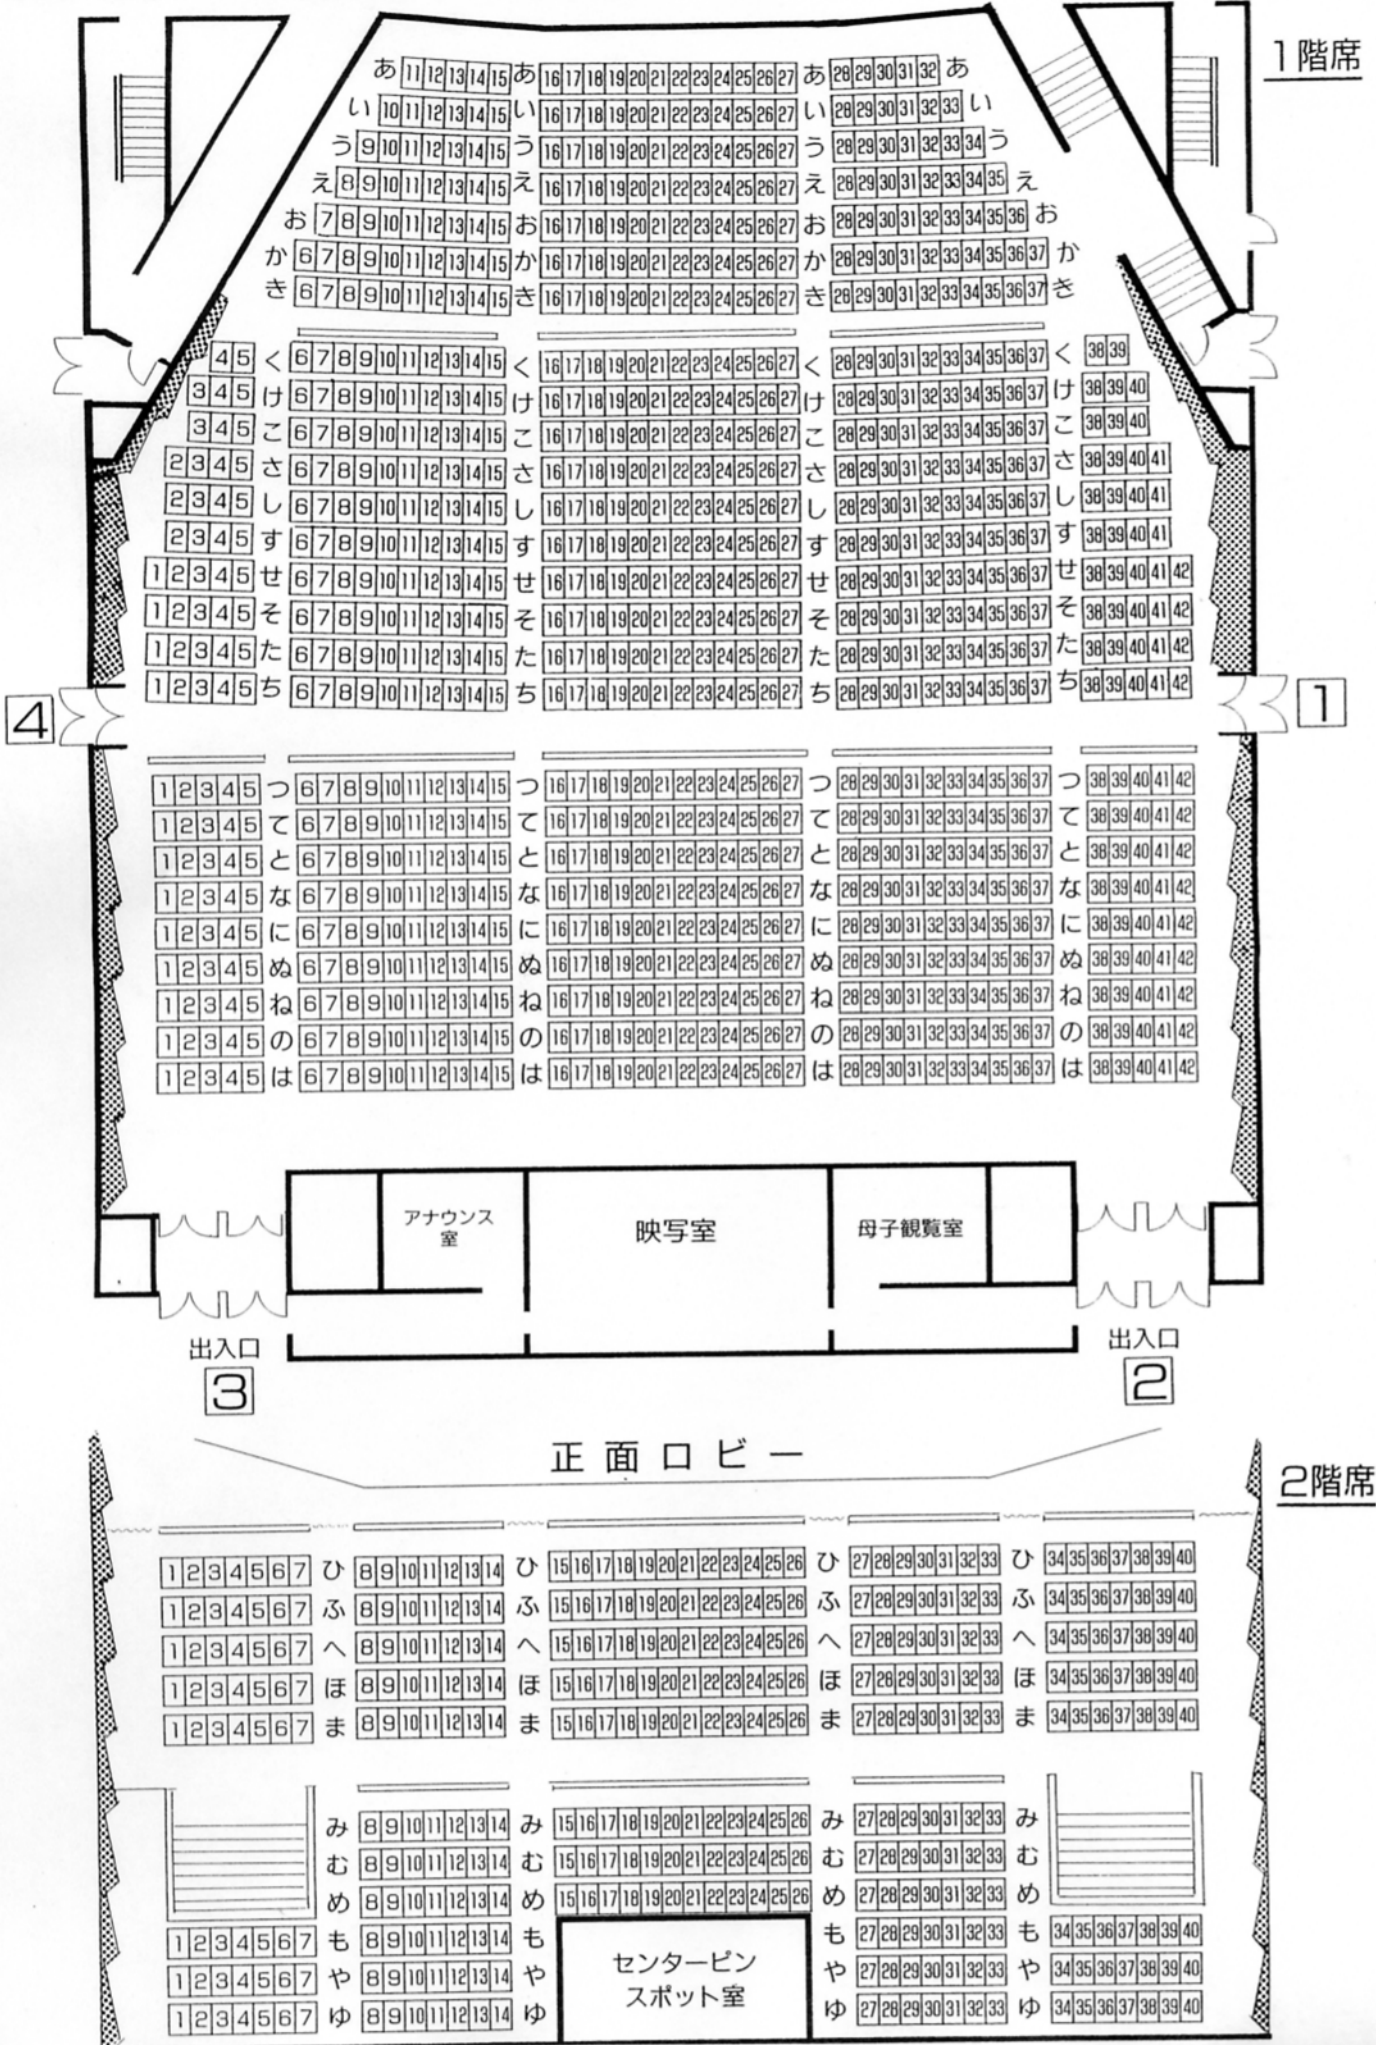 1階席
あ 11 12 13 14 15 あ 16 17 18 19 20 21 22 23 24 25 26 27 あ 28 29 30 31 32 あ
い 10 11 12 13 14 15 い 16 17 18 19 20 21 22 23 24 25 26 27 い 28 29 30 31 32 33 い
う 9 10 11 12 13 14 15 う 16 17 18 19 20 21 22 23 24 25 26 27 う 28 29 30 31 32 33 34 う
え 8 9 10 11 12 13 14 15 え 16 17 18 19 20 21 22 23 24 25 26 27 え 28 29 30 31 32 33 34 35 え
お 7 8 9 10 11 12 13 14 15 お 16 17 18 19 20 21 22 23 24 25 26 27 お 28 29 30 31 32 33 34 35 36 お
か 6 7 8 9 10 11 12 13 14 15 か 16 17 18 19 20 21 22 23 24 25 26 27 か 28 29 30 31 32 33 34 35 36 37 か
き 6 7 8 9 10 11 12 13 14 15 き 16 17 18 19 20 21 22 23 24 25 26 27 き 28 29 30 31 32 33 34 35 36 37 き
4 5 く 6 7 8 9 10 11 12 13 14 15 く 16 17 18 19 20 21 22 23 24 25 26 27 く 28 29 30 31 32 33 34 35 36 37 く 38 39
3 4 5 け 6 7 8 9 10 11 12 13 14 15 け 16 17 18 19 20 21 22 23 24 25 26 27 け 28 29 30 31 32 33 34 35 36 37 け 38 39 40
3 4 5 こ 6 7 8 9 10 11 12 13 14 15 こ 16 17 18 19 20 21 22 23 24 25 26 27 こ 28 29 30 31 32 33 34 35 36 37 こ 38 39 40
2 3 4 5 さ 6 7 8 9 10 11 12 13 14 15 さ 16 17 18 19 20 21 22 23 24 25 26 27 さ 28 29 30 31 32 33 34 35 36 37 さ 38 39 40 41
2 3 4 5 し 6 7 8 9 10 11 12 13 14 15 し 16 17 18 19 20 21 22 23 24 25 26 27 し 28 29 30 31 32 33 34 35 36 37 し 38 39 40 41
2 3 4 5 す 6 7 8 9 10 11 12 13 14 15 す 16 17 18 19 20 21 22 23 24 25 26 27 す 28 29 30 31 32 33 34 35 36 37 す 38 39 40 41
1 2 3 4 5 せ 6 7 8 9 10 11 12 13 14 15 せ 16 17 18 19 20 21 22 23 24 25 26 27 せ 28 29 30 31 32 33 34 35 36 37 せ 38 39 40 41 42
1 2 3 4 5 そ 6 7 8 9 10 11 12 13 14 15 そ 16 17 18 19 20 21 22 23 24 25 26 27 そ 28 29 30 31 32 33 34 35 36 37 そ 38 39 40 41 42
1 2 3 4 5 た 6 7 8 9 10 11 12 13 14 15 た 16 17 18 19 20 21 22 23 24 25 26 27 た 28 29 30 31 32 33 34 35 36 37 た 38 39 40 41 42
1 2 3 4 5 ち 6 7 8 9 10 11 12 13 14 15 ち 16 17 18 19 20 21 22 23 24 25 26 27 ち 28 29 30 31 32 33 34 35 36 37 ち 38 39 40 41 42
4
1
1 2 3 4 5 つ 6 7 8 9 10 11 12 13 14 15 つ 16 17 18 19 20 21 22 23 24 25 26 27 つ 28 29 30 31 32 33 34 35 36 37 つ 38 39 40 41 42
1 2 3 4 5 て 6 7 8 9 10 11 12 13 14 15 て 16 17 18 19 20 21 22 23 24 25 26 27 て 28 29 30 31 32 33 34 35 36 37 て 38 39 40 41 42
1 2 3 4 5 と 6 7 8 9 10 11 12 13 14 15 と 16 17 18 19 20 21 22 23 24 25 26 27 と 28 29 30 31 32 33 34 35 36 37 と 38 39 40 41 42
1 2 3 4 5 な 6 7 8 9 10 11 12 13 14 15 な 16 17 18 19 20 21 22 23 24 25 26 27 な 28 29 30 31 32 33 34 35 36 37 な 38 39 40 41 42
1 2 3 4 5 に 6 7 8 9 10 11 12 13 14 15 に 16 17 18 19 20 21 22 23 24 25 26 27 に 28 29 30 31 32 33 34 35 36 37 に 38 39 40 41 42
1 2 3 4 5 ぬ 6 7 8 9 10 11 12 13 14 15 ぬ 16 17 18 19 20 21 22 23 24 25 26 27 ぬ 28 29 30 31 32 33 34 35 36 37 ぬ 38 39 40 41 42
1 2 3 4 5 ね 6 7 8 9 10 11 12 13 14 15 ね 16 17 18 19 20 21 22 23 24 25 26 27 ね 28 29 30 31 32 33 34 35 36 37 ね 38 39 40 41 42
1 2 3 4 5 の 6 7 8 9 10 11 12 13 14 15 の 16 17 18 19 20 21 22 23 24 25 26 27 の 28 29 30 31 32 33 34 35 36 37 の 38 39 40 41 42
1 2 3 4 5 は 6 7 8 9 10 11 12 13 14 15 は 16 17 18 19 20 21 22 23 24 25 26 27 は 28 29 30 31 32 33 34 35 36 37 は 38 39 40 41 42
アナウンス
室
映写室
母子観覧室
出入口
3
出入口
2
正面ロビー
2階席
1 2 3 4 5 6 7 ひ 8 9 10 11 12 13 14 ひ 15 16 17 18 19 20 21 22 23 24 25 26 ひ 27 28 29 30 31 32 33 ひ 34 35 36 37 38 39 40
1 2 3 4 5 6 7 ふ 8 9 10 11 12 13 14 ふ 15 16 17 18 19 20 21 22 23 24 25 26 ふ 27 28 29 30 31 32 33 ふ 34 35 36 37 38 39 40
1 2 3 4 5 6 7 へ 8 9 10 11 12 13 14 へ 15 16 17 18 19 20 21 22 23 24 25 26 へ 27 28 29 30 31 32 33 へ 34 35 36 37 38 39 40
1 2 3 4 5 6 7 ほ 8 9 10 11 12 13 14 ほ 15 16 17 18 19 20 21 22 23 24 25 26 ほ 27 28 29 30 31 32 33 ほ 34 35 36 37 38 39 40
1 2 3 4 5 6 7 ま 8 9 10 11 12 13 14 ま 15 16 17 18 19 20 21 22 23 24 25 26 ま 27 28 29 30 31 32 33 ま 34 35 36 37 38 39 40
み 8 9 10 11 12 13 14 み 15 16 17 18 19 20 21 22 23 24 25 26 み 27 28 29 30 31 32 33 み
む 8 9 10 11 12 13 14 む 15 16 17 18 19 20 21 22 23 24 25 26 む 27 28 29 30 31 32 33 む
め 8 9 10 11 12 13 14 め 15 16 17 18 19 20 21 22 23 24 25 26 め 27 28 29 30 31 32 33 め
1 2 3 4 5 6 7 も 8 9 10 11 12 13 14 も も 27 28 29 30 31 32 33 も 34 35 36 37 38 39 40
1 2 3 4 5 6 7 や 8 9 10 11 12 13 14 や や 27 28 29 30 31 32 33 や 34 35 36 37 38 39 40
1 2 3 4 5 6 7 ゆ 8 9 10 11 12 13 14 ゆ ゆ 27 28 29 30 31 32 33 ゆ 34 35 36 37 38 39 40
センターピン
スポット室